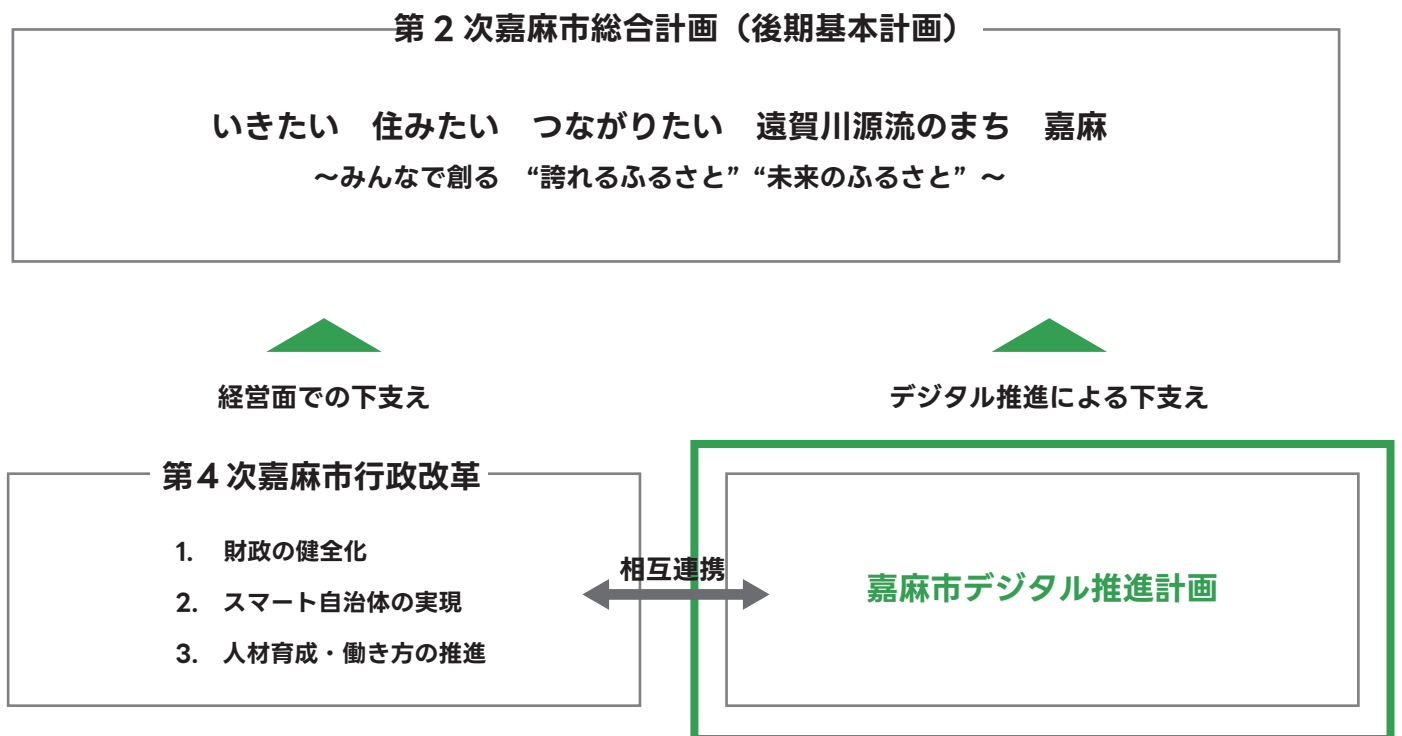 第2次嘉麻市総合計画（後期基本計画）
いきたい　住みたい　つながりたい　遠賀川源流のまち　嘉麻
～みんなで創る　“誇れるふるさと”“未来のふるさと”～
経営面での下支え
デジタル推進による下支え
第4次嘉麻市行政改革
1.　財政の健全化
2.　スマート自治体の実現
3.　人材育成・働き方の推進
相互連携
嘉麻市デジタル推進計画